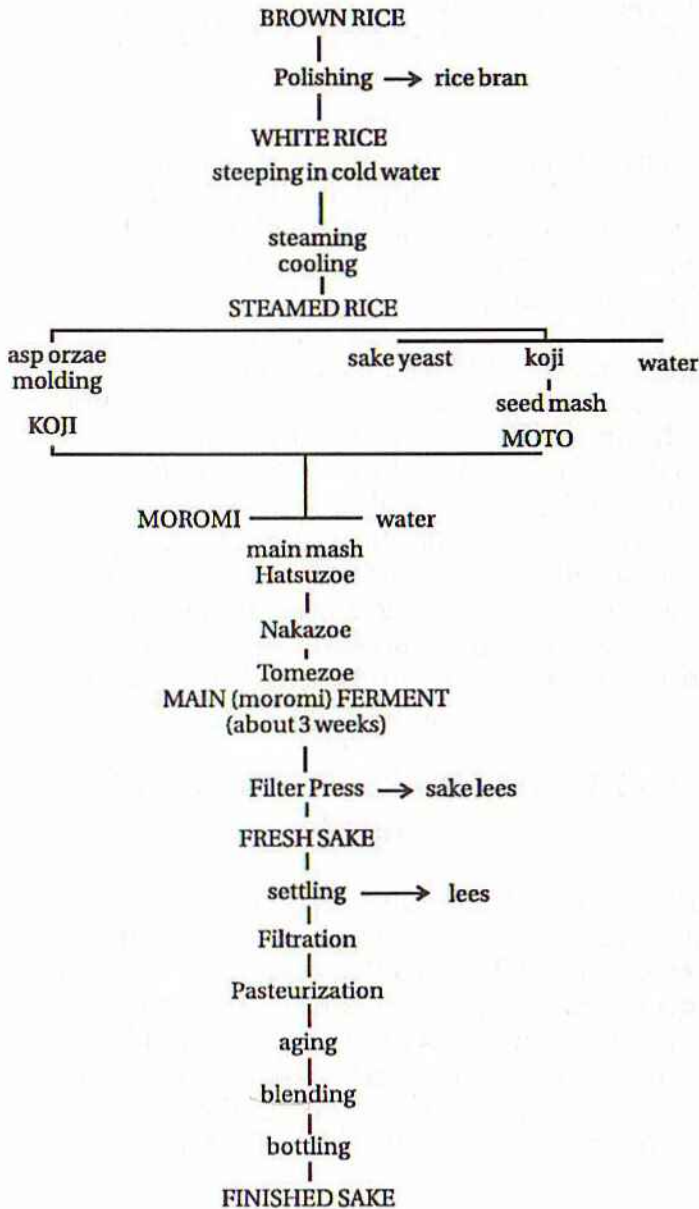 BROWN RICE
Polishing → rice bran
WHITE RICE
steeping in cold water
steaming
cooling
STEAMED RICE
asp orzae
molding
sake yeast
koji
water
seed mash
KOJI
MOTO
MOROMI
water
main mash
Hatsuzoe
Nakazoe
Tomezoe
MAIN (moromi) FERMENT
(about 3 weeks)
Filter Press → sake lees
FRESH SAKE
settling → lees
Filtration
Pasteurization
aging
blending
bottling
FINISHED SAKE